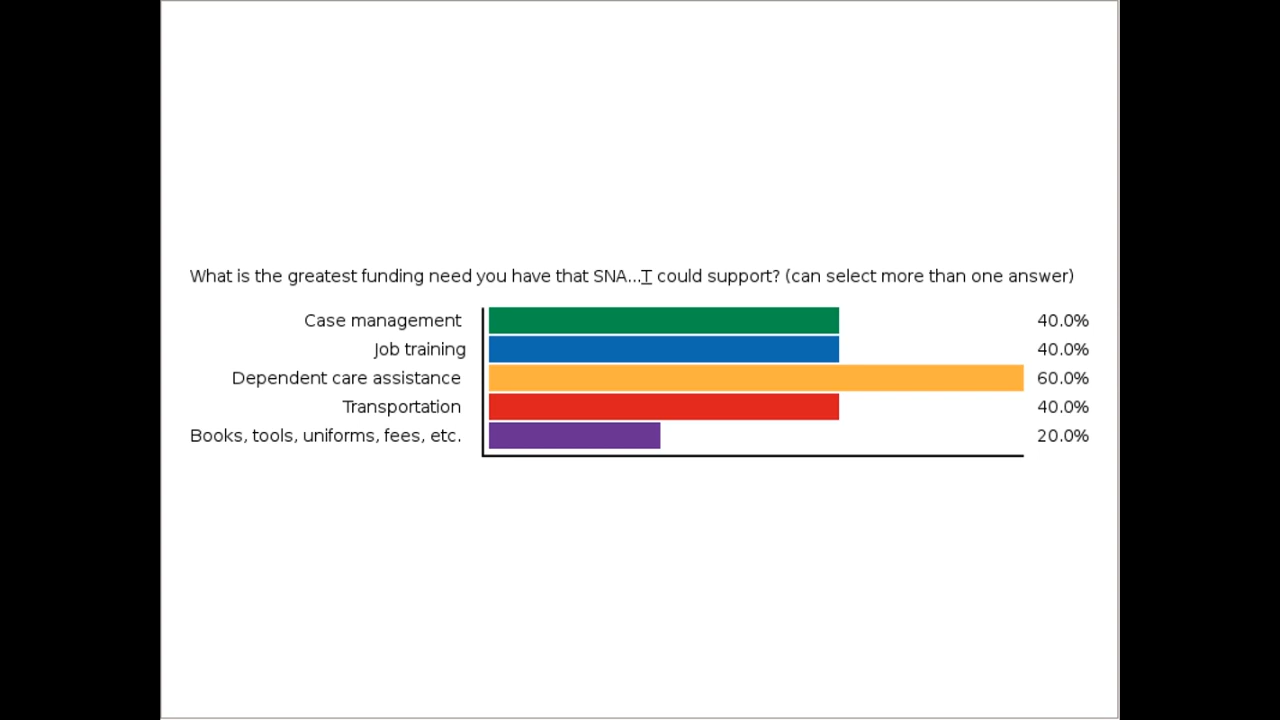 What is the greatest funding need you have that SNA...T could support? (can select more than one answer)
Case management 40.0%
Job training 40.0%
Dependent care assistance 60.0%
Transportation 40.0%
Books, tools, uniforms, fees, etc. 20.0%